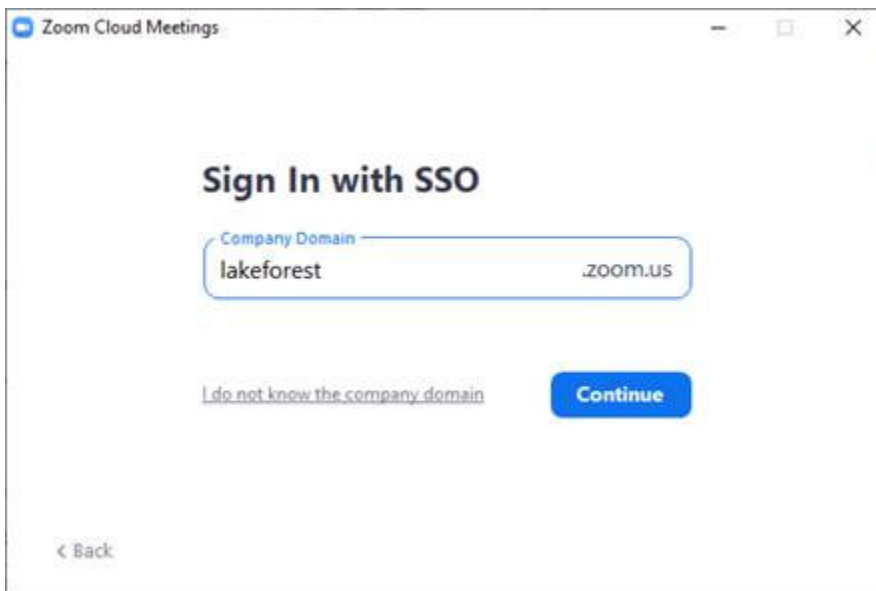 Zoom Cloud Meetings
Sign In with SSO
Company Domain
lakeforest .zoom.us
I do not know the company domain Continue
< Back